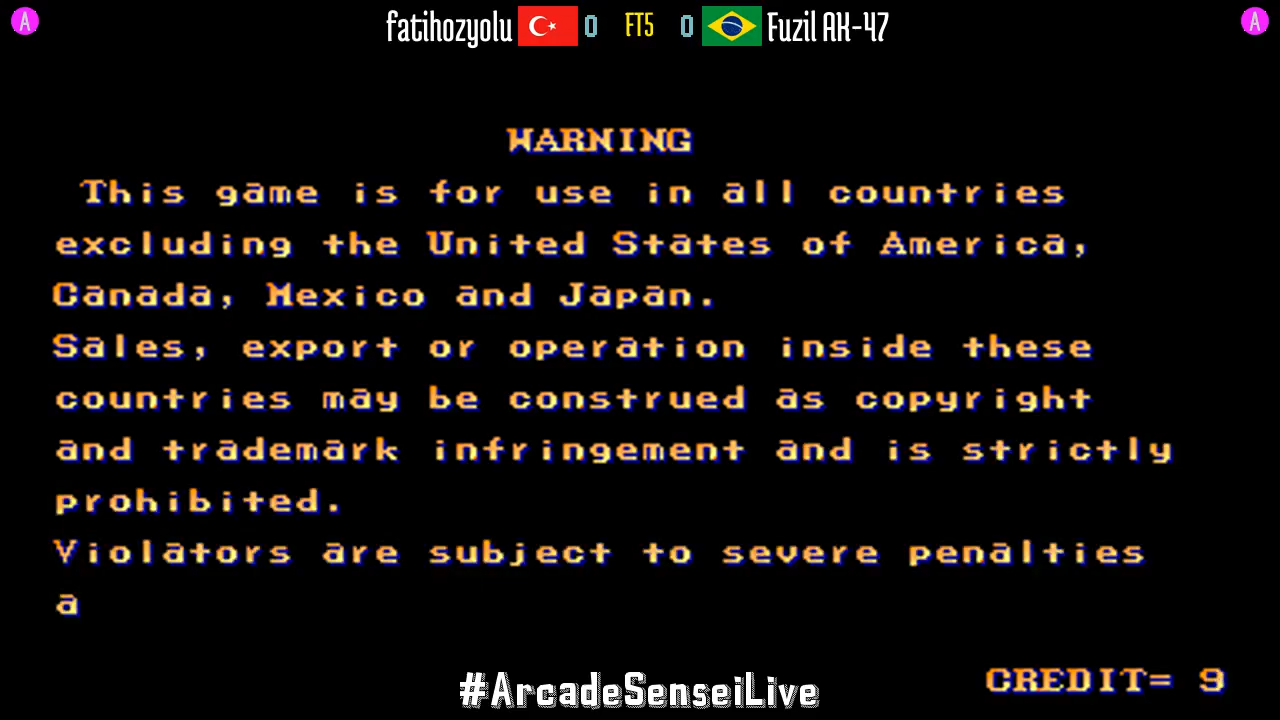 A
fatihozyolu 0 FT5 0 Fuzil AK-47
A
WARNING
This game is for use in all countries
excluding the United States of America,
Canada, Mexico and Japan.
Sales, export or operation inside these
countries may be construed as copyright
and trademark infringement and is strictly
prohibited.
Violators are subject to severe penalties
a
CREDIT= 9
#ArcadeSenseiLive